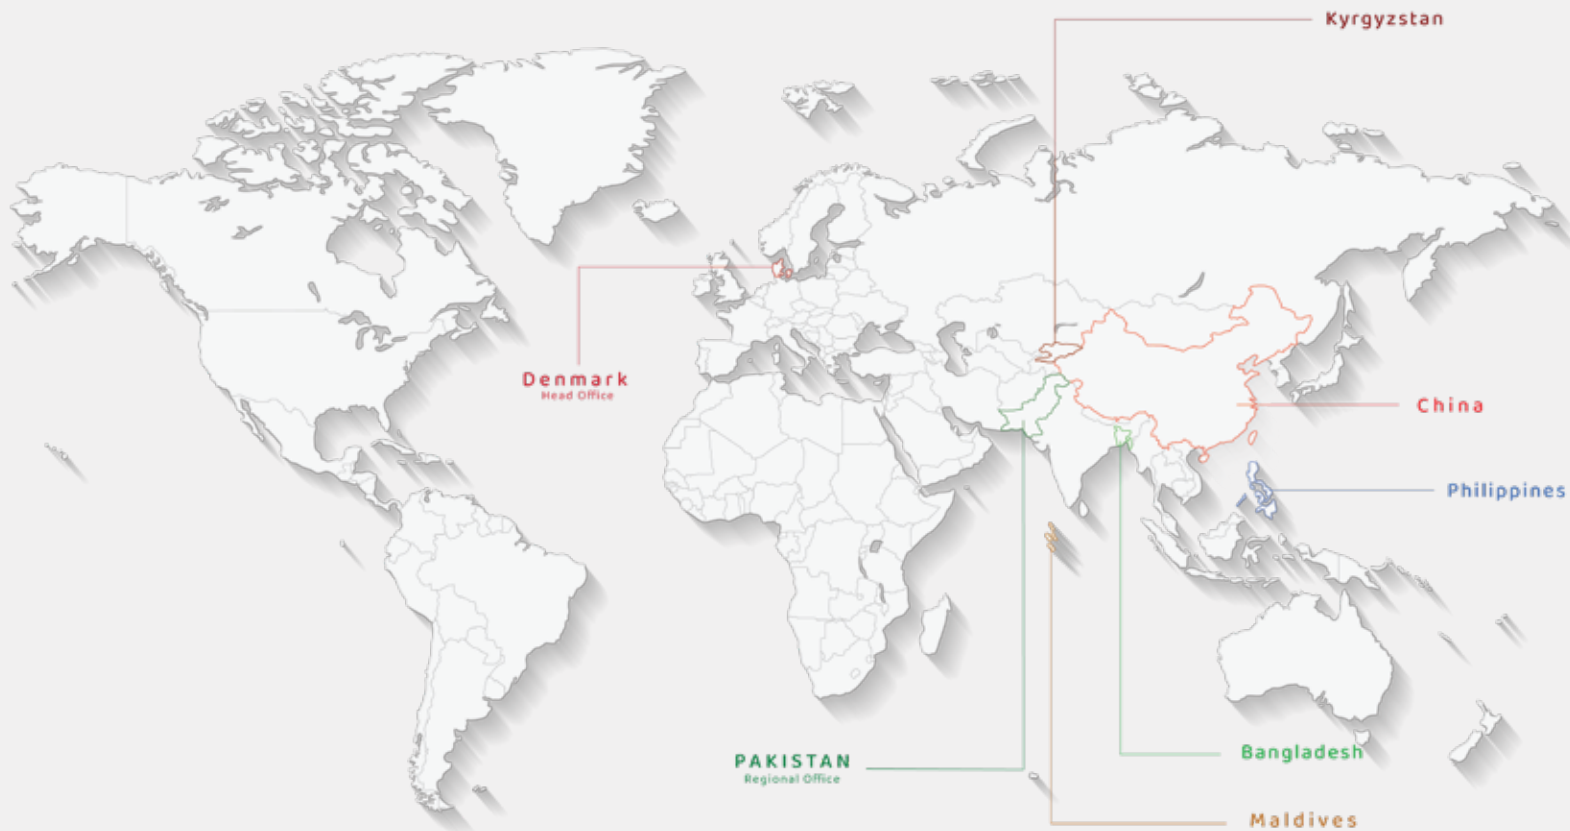 Kyrgyzstan
Denmark
Head Office
China
Philippines
PAKISTAN
Regional Office
Bangladesh
Maldives